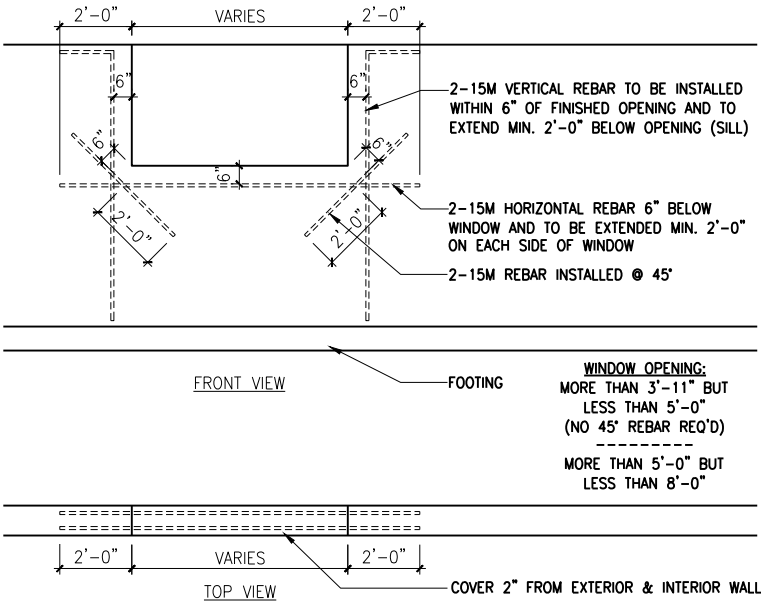 2'-0" VARIES 2'-0"
6" 6"
2-15M VERTICAL REBAR TO BE INSTALLED
WITHIN 6" OF FINISHED OPENING AND TO
EXTEND MIN. 2'-0" BELOW OPENING (SILL)
6" 6" 6"
2'-0" 2'-0"
2-15M HORIZONTAL REBAR 6" BELOW
WINDOW AND TO BE EXTENDED MIN. 2'-0"
ON EACH SIDE OF WINDOW
2-15M REBAR INSTALLED @ 45°
FRONT VIEW
FOOTING
WINDOW OPENING:
MORE THAN 3'-11" BUT
LESS THAN 5'-0"
(NO 45° REBAR REQ'D)
----------
MORE THAN 5'-0" BUT
LESS THAN 8'-0"
2'-0" VARIES 2'-0"
TOP VIEW
COVER 2" FROM EXTERIOR & INTERIOR WALL